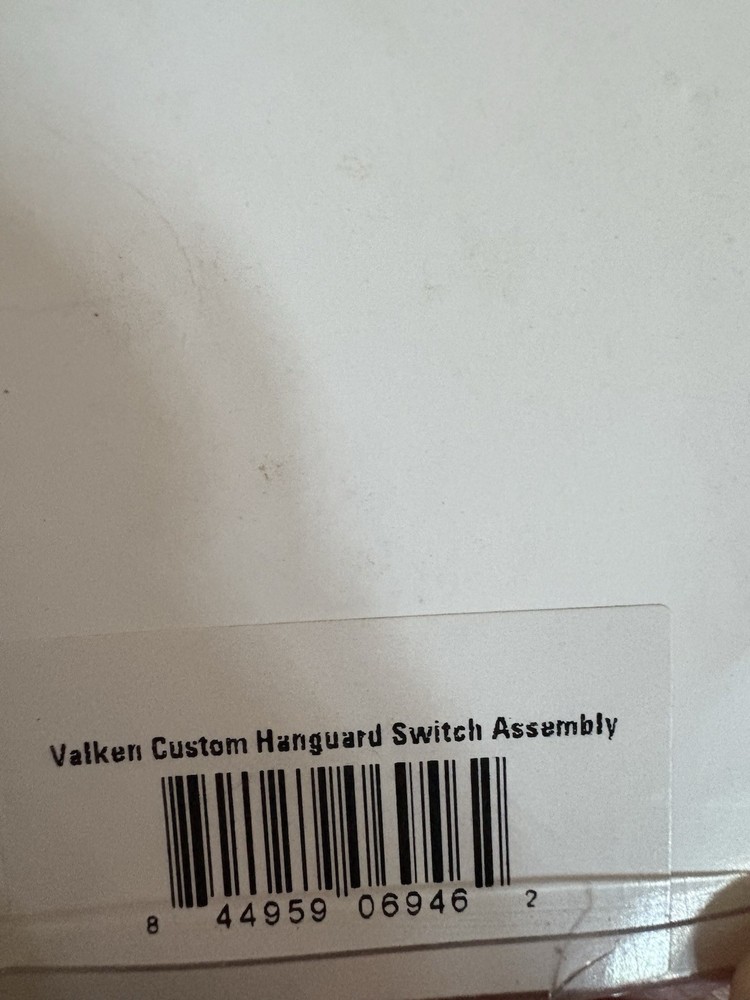 Valken Custom Hanguard Switch Assembly
8 44959 06946 2